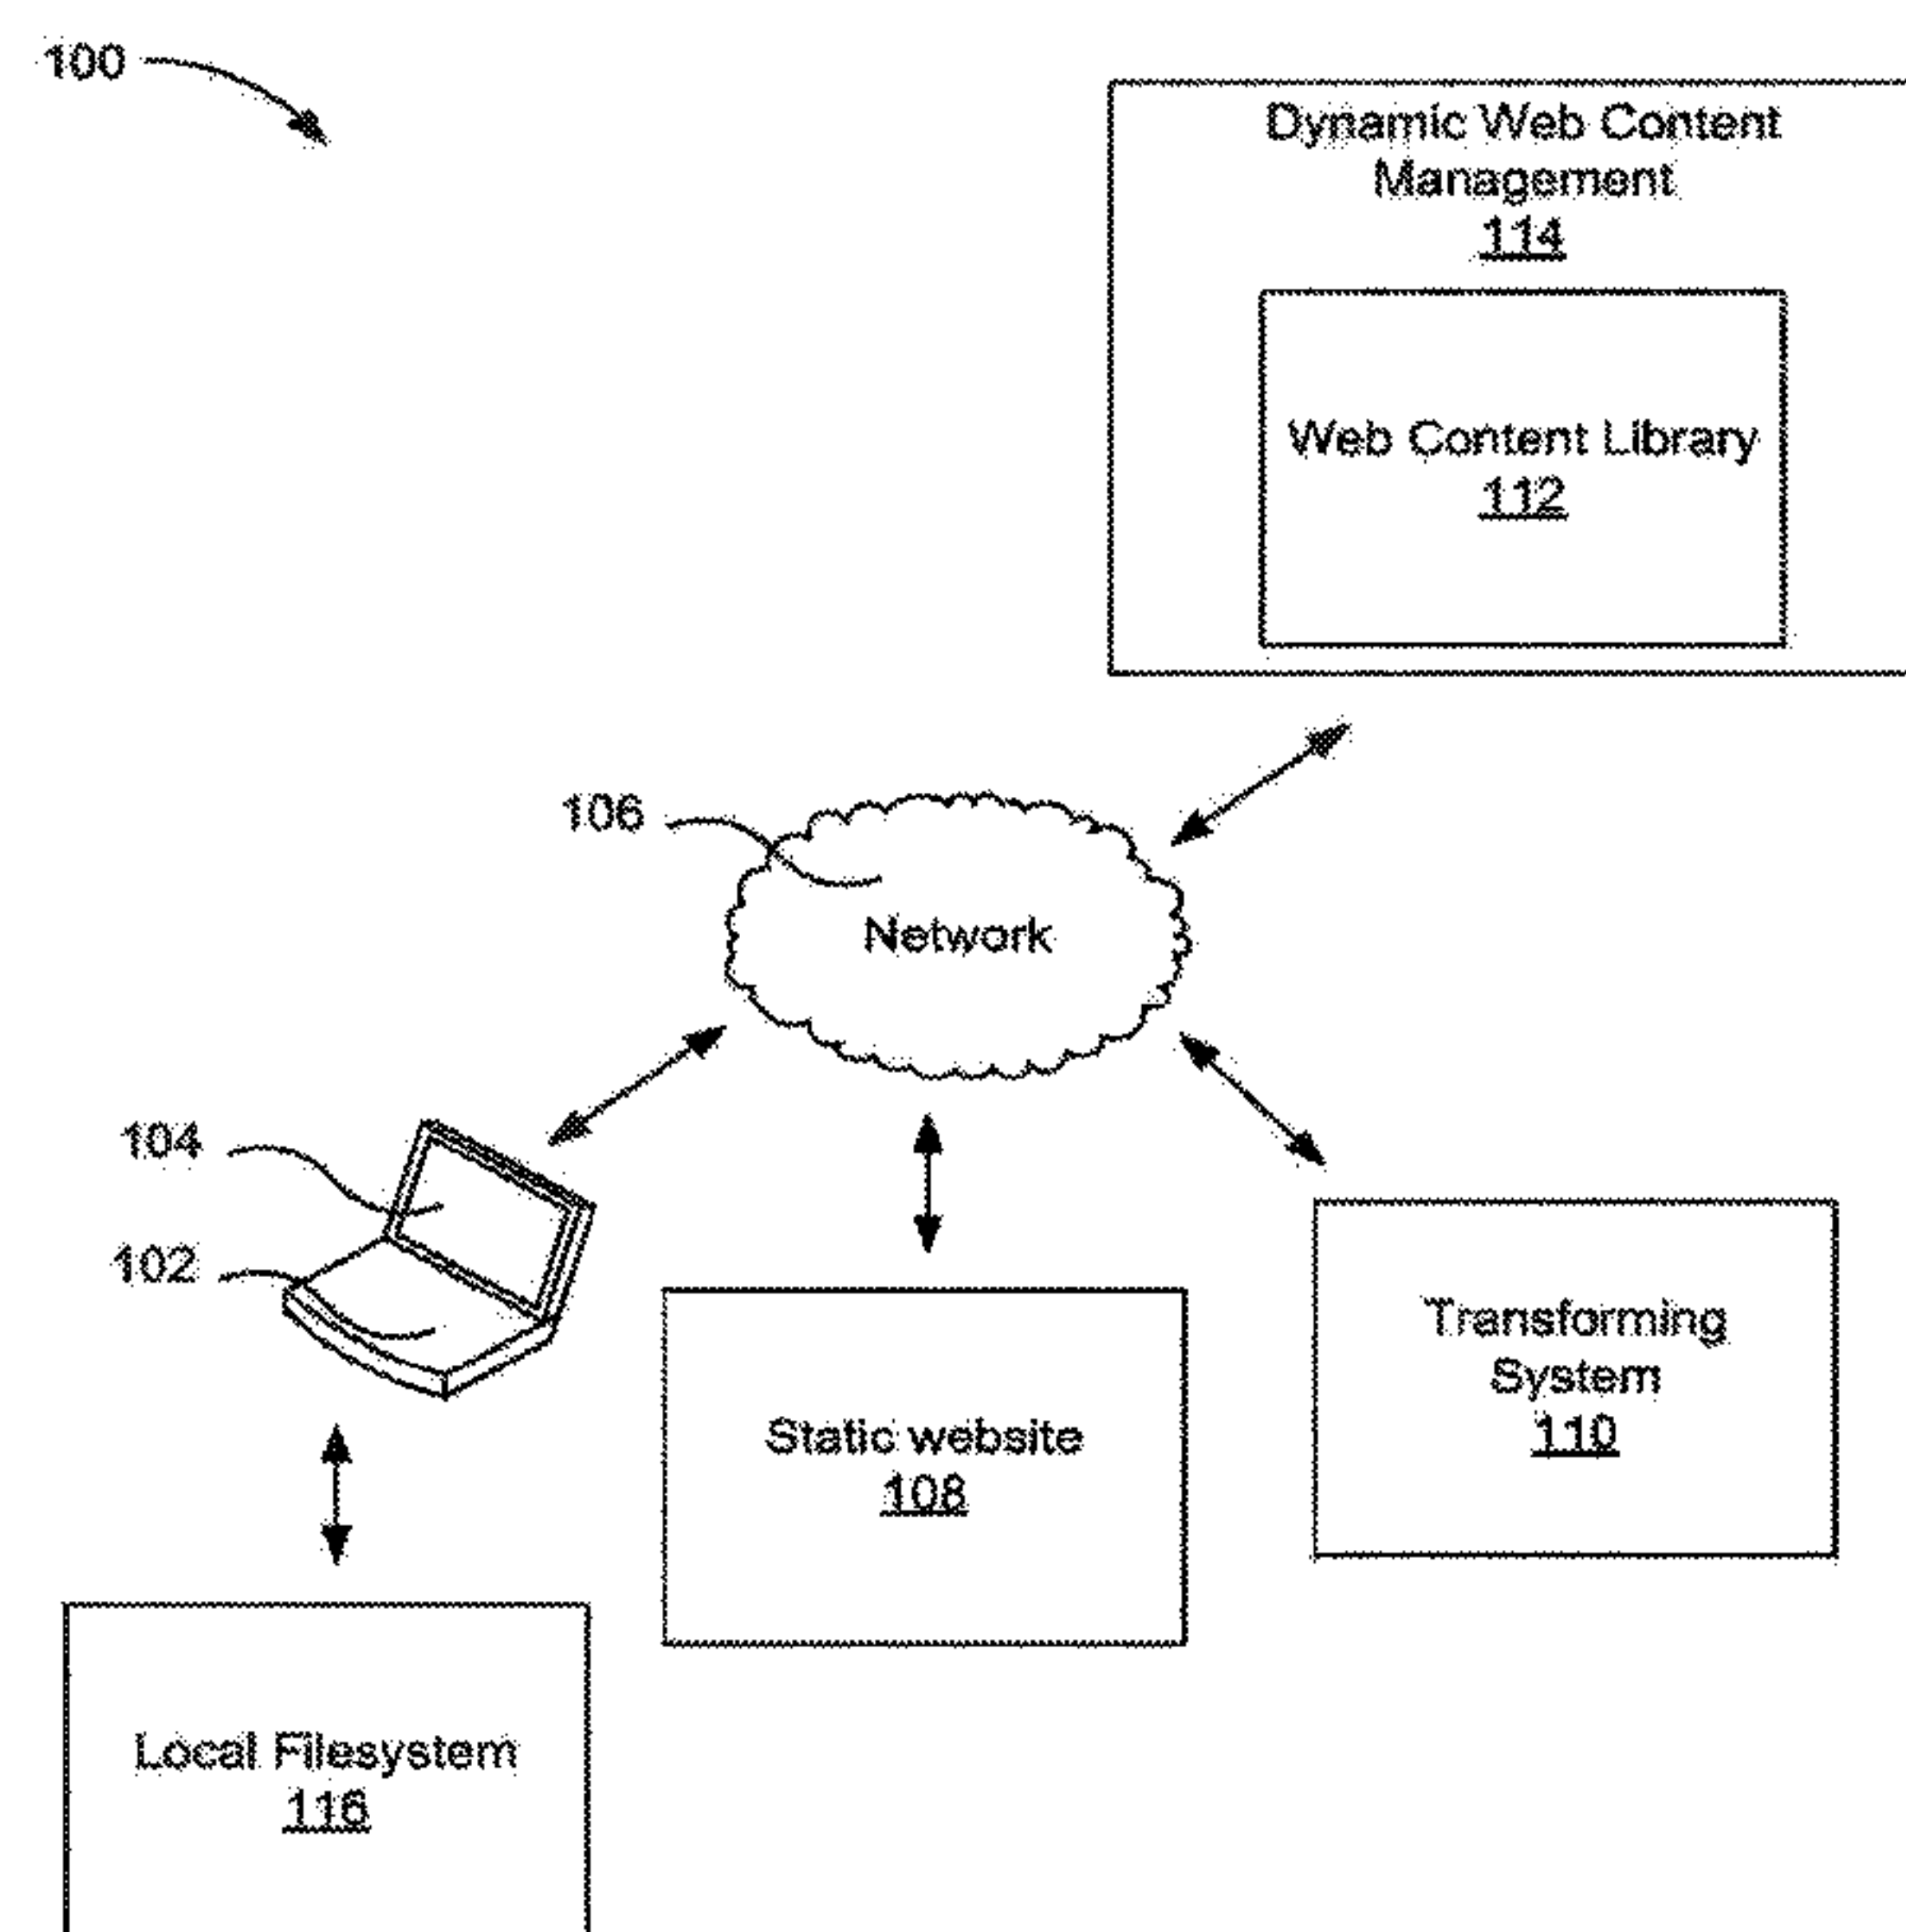 100
Dynamic Web Content
Management
114
Web Content Library
112
106
Network
104
102
Transforming
System
110
Static website
108
Local Filesystem
116